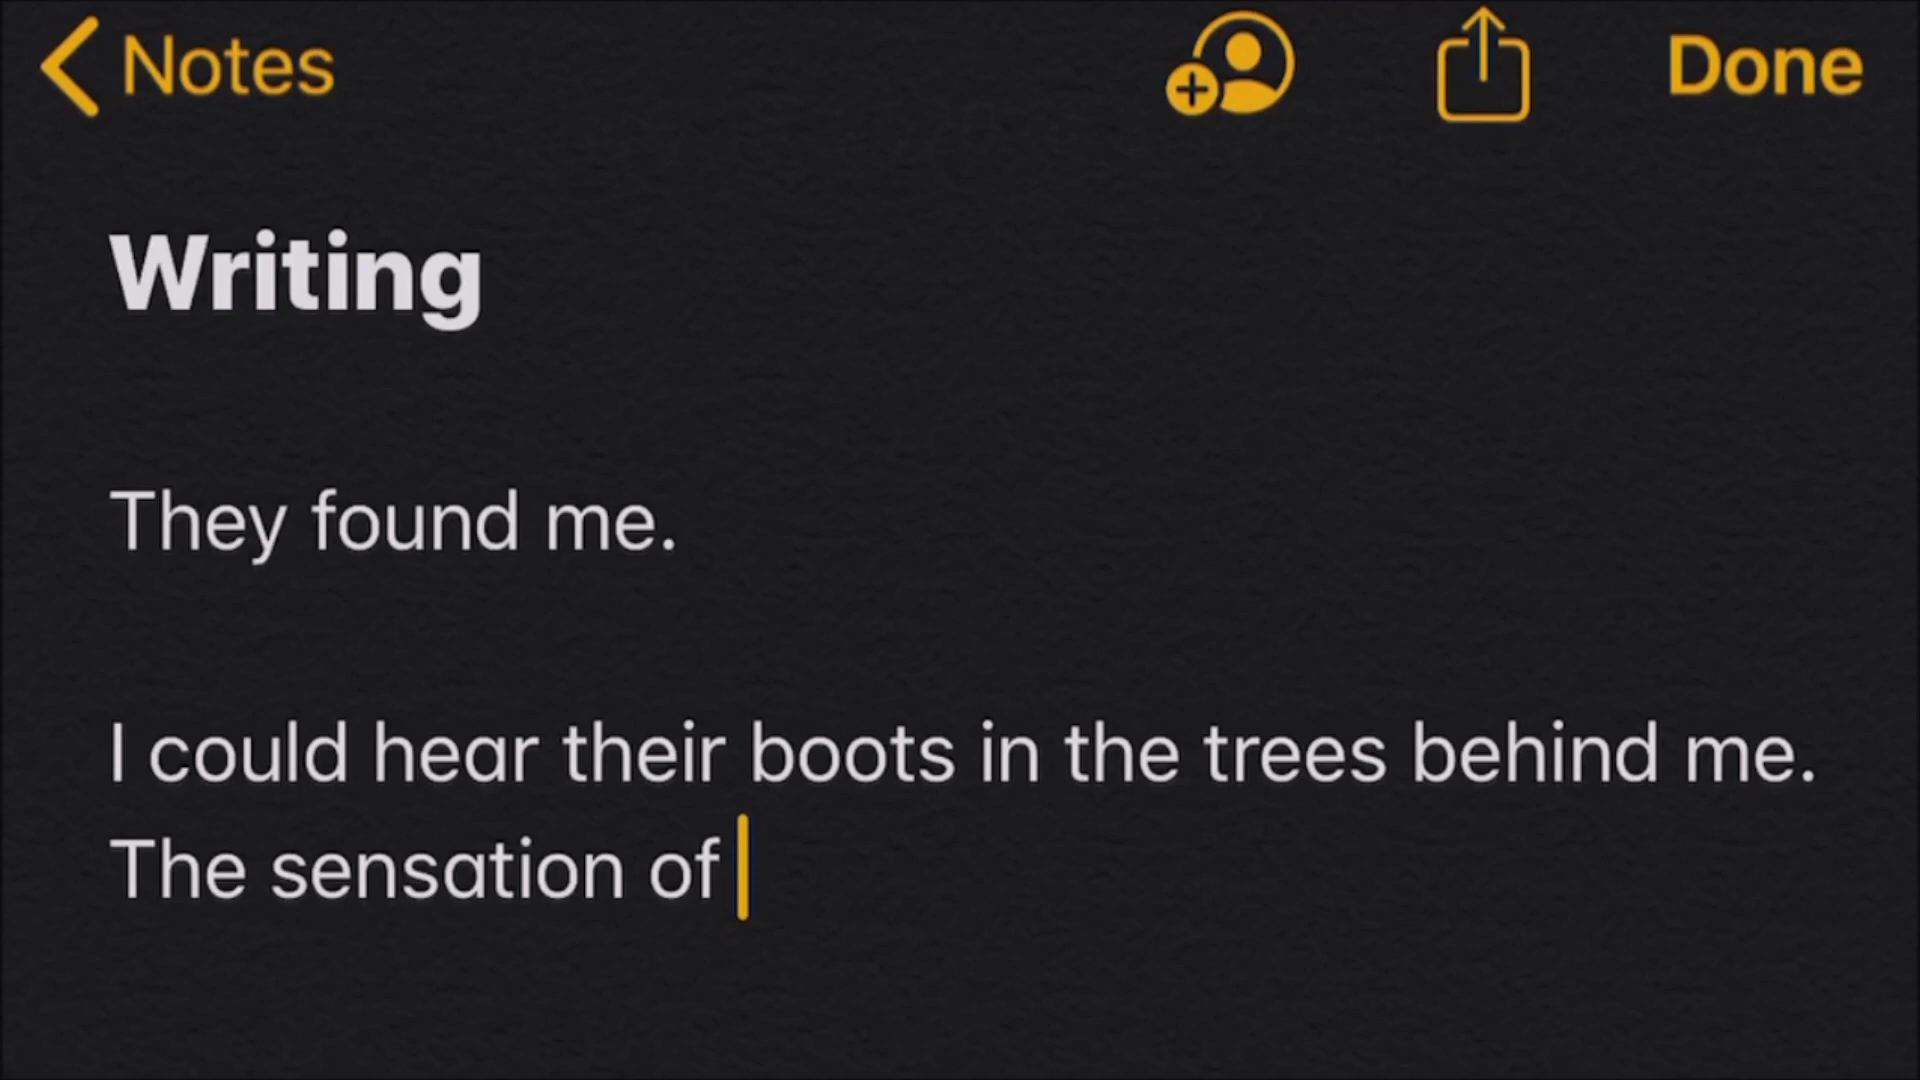 Notes
Done
Writing
They found me.
I could hear their boots in the trees behind me.
The sensation of